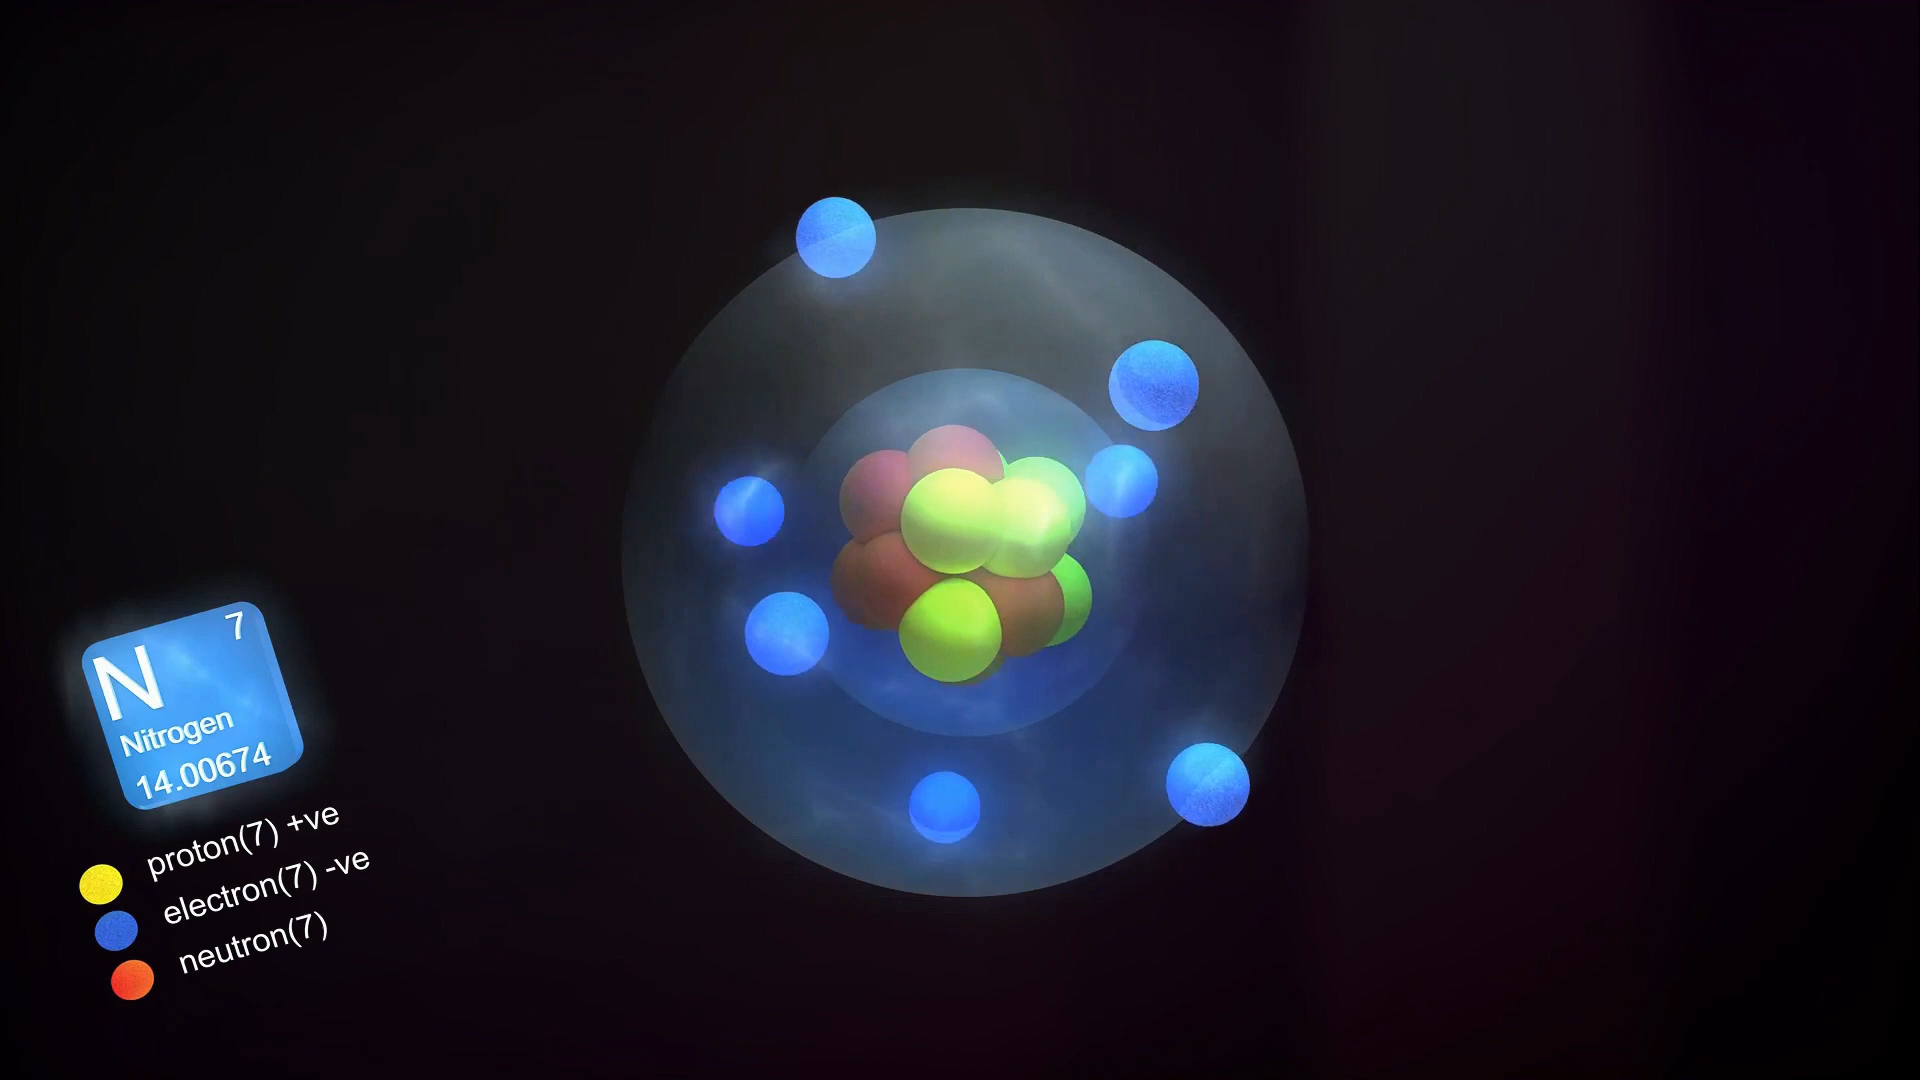 7
N
Nitrogen
14.00674
proton(7) +ve
electron(7) -ve
neutron(7)